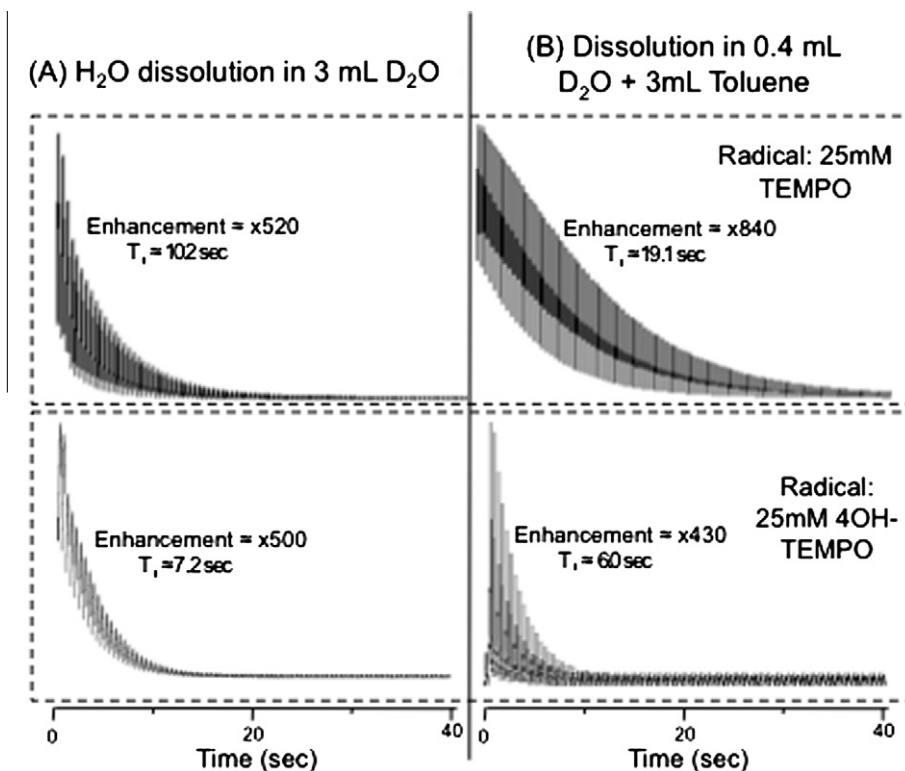 (A) H₂O dissolution in 3 mL D₂O
(B) Dissolution in 0.4 mL
D₂O + 3mL Toluene
Enhancement = x520
T₁ = 102 sec
Radical: 25mM
TEMPO
Enhancement = x840
T₁ = 19.1 sec
Enhancement = x500
T₁ = 7.2 sec
Radical:
25mM 4OH-
TEMPO
Enhancement = x430
T₁ = 60 sec
0 20 40
Time (sec)
0 20 40
Time (sec)